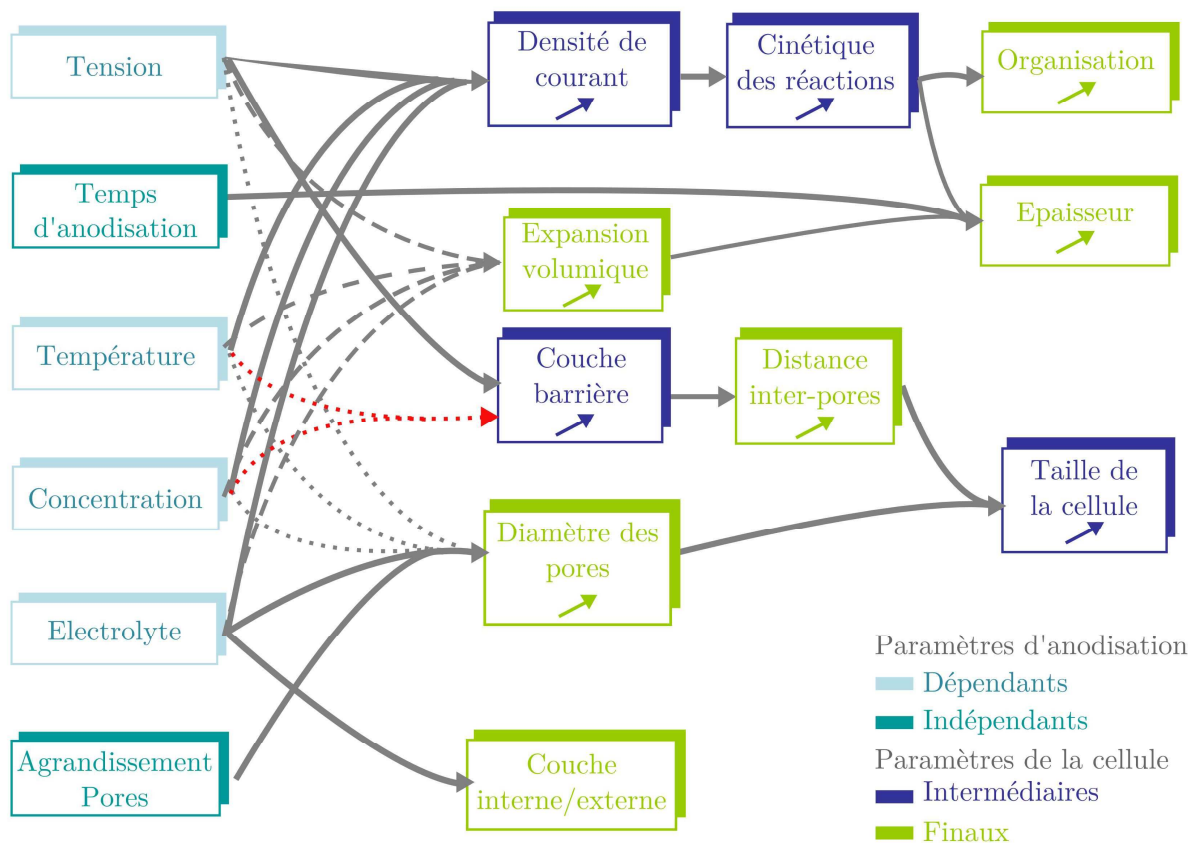 Tension
Temps
d'anodisation
Température
Concentration
Electrolyte
Agrandissement
Pores
Densité de
courant
Cinétique
des réactions
Organisation
Epaisseur
Expansion
volumique
Couche
barrière
Distance
inter-pores
Taille de
la cellule
Diamètre des
pores
Couche
interne/externe
Paramètres d'anodisation
Dépendants
Indépendants
Paramètres de la cellule
Intermédiaires
Finaux